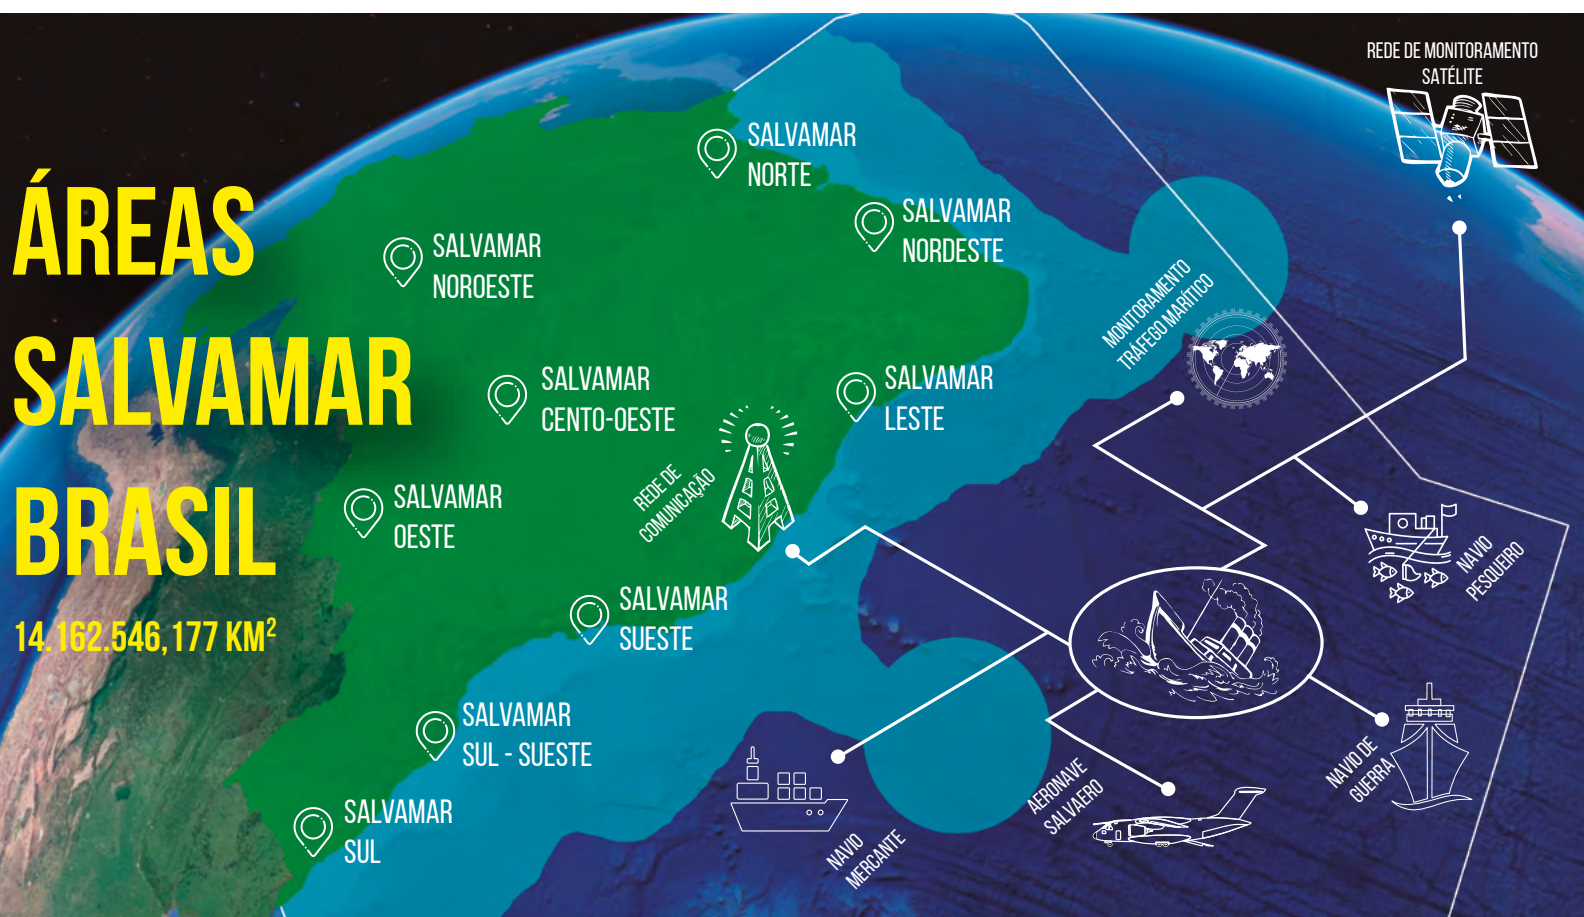 ÁREAS
SALVAMAR
BRASIL
14.162.546,177 KM²
REDE DE MONITORAMENTO
SATÉLITE
SALVAMAR
NORTE
SALVAMAR
NORDESTE
SALVAMAR
NOROESTE
MONITORAMENTO
TRÁFEGO MARÍTICO
SALVAMAR
CENTO-OESTE
SALVAMAR
LESTE
REDE DE
COMUNICAÇÃO
SALVAMAR
OESTE
NAVIO
PESQUEIRO
SALVAMAR
SUESTE
SALVAMAR
SUL - SUESTE
NAVIO DE
GUERRA
AERONAVE
SALVAERO
SALVAMAR
SUL
NAVIO
MERCANTE